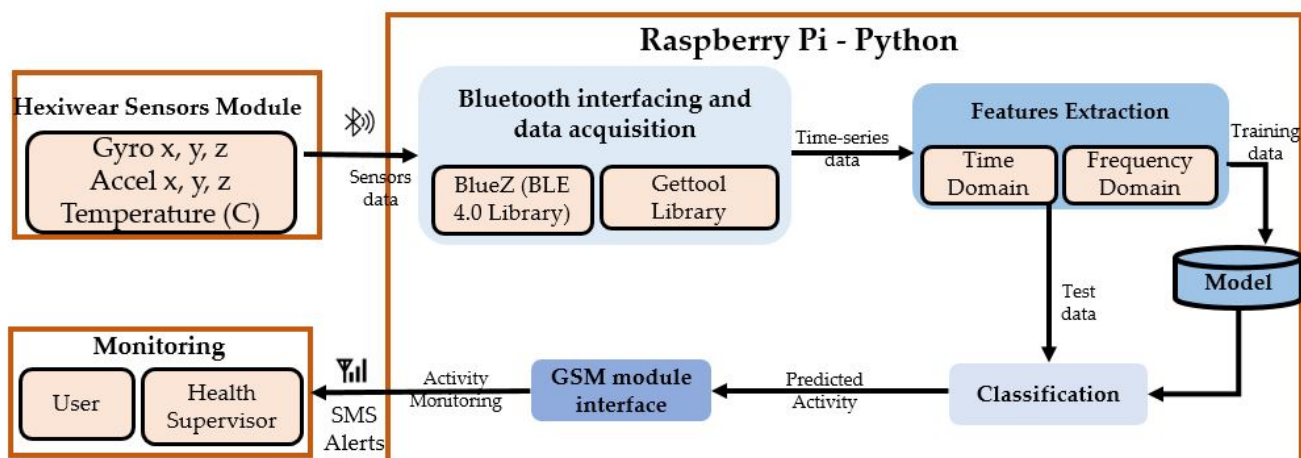 Raspberry Pi - Python
Hexiwear Sensors Module
Gyro x, y, z
Accel x, y, z
Temperature (C)
Sensors
data
Bluetooth interfacing and
data acquisition
BlueZ (BLE
4.0 Library)
Gettool
Library
Time-series
data
Features Extraction
Time
Domain
Frequency
Domain
Training
data
Model
Test
data
Classification
Predicted
Activity
GSM module
interface
Activity
Monitoring
SMS
Alerts
Monitoring
User
Health
Supervisor